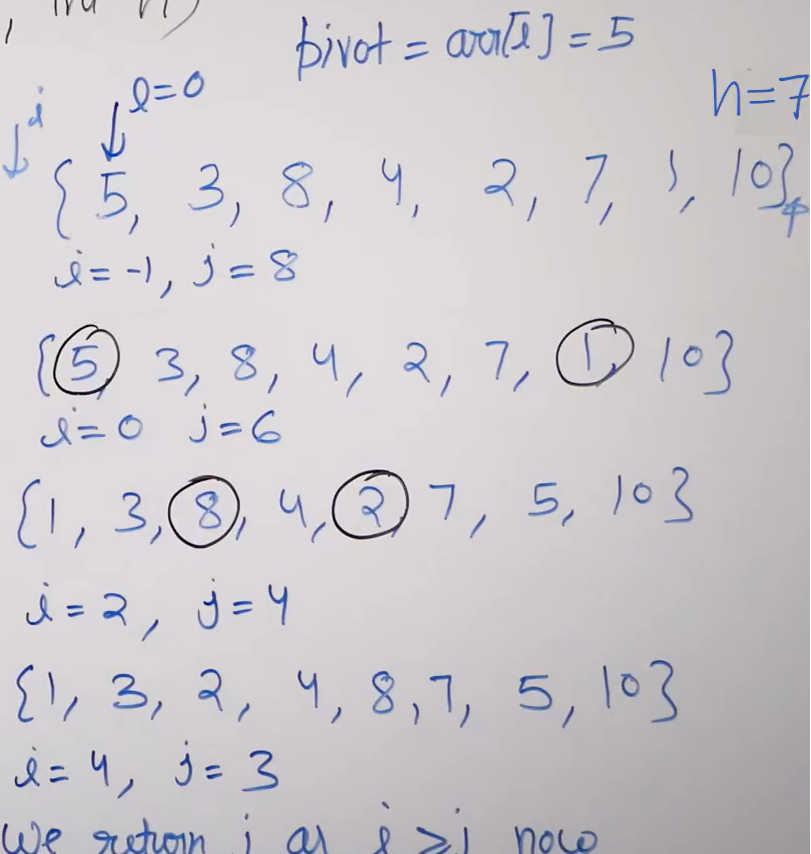 pivot = arr[l] = 5
i l=0 h=7
{ 5, 3, 8, 4, 2, 7, 1, 10}
i=-1, j=8
{5, 3, 8, 4, 2, 7, 1, 10}
i=0 j=6
{1, 3, 8, 4, 2, 7, 5, 10}
i=2, j=4
{1, 3, 2, 4, 8,7, 5, 10}
i=4, j=3
We return j as i≥j now